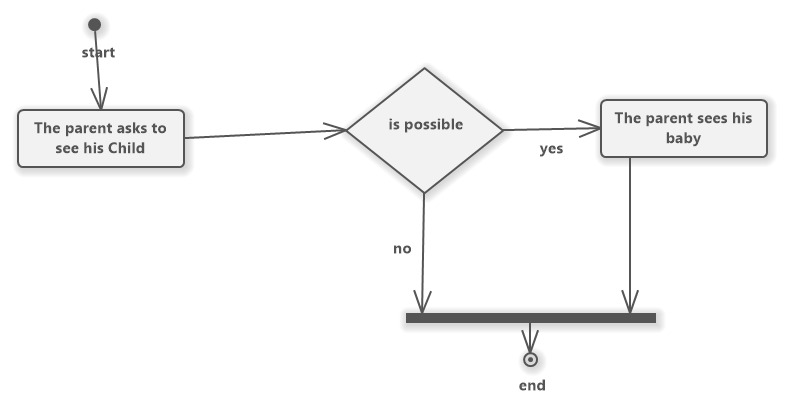 start
The parent asks to
see his Child
is possible
yes
The parent sees his
baby
no
end